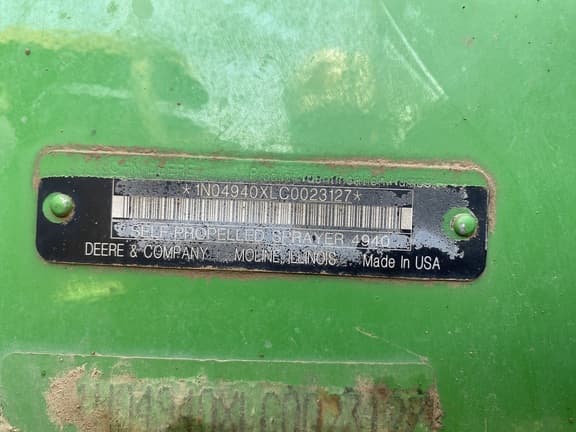 *1N04940XLC0023127*
SELF-PROPELLED SPRAYER 4940
DEERE & COMPANY MOLINE, ILLINOIS Made In USA